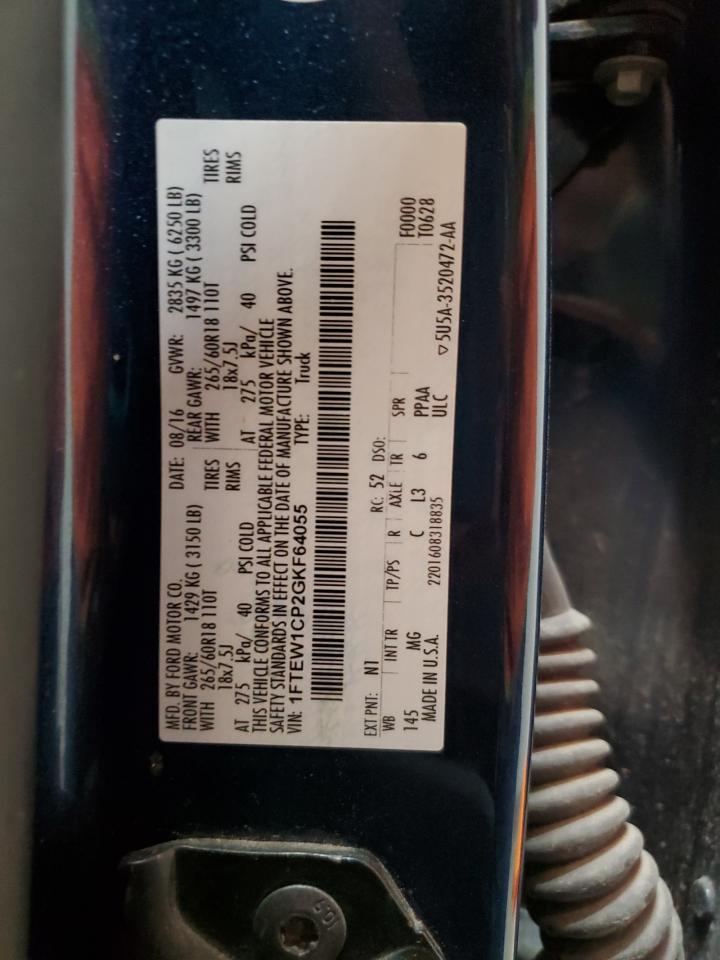 MFD. BY FORD MOTOR CO. DATE: 08/16 GVWR: 2835 KG ( 6250 LB)
FRONT GAWR: 1429 KG ( 3150 LB) REAR GAWR: 1497 KG ( 3300 LB)
WITH 265/60R18 110T TIRES WITH 265/60R18 110T TIRES
18x7.5J RIMS 18x7.5J RIMS
AT 275 kPa/ 40 PSI COLD AT 275 kPa/ 40 PSI COLD
THIS VEHICLE CONFORMS TO ALL APPLICABLE FEDERAL MOTOR VEHICLE
SAFETY STANDARDS IN EFFECT ON THE DATE OF MANUFACTURE SHOWN ABOVE.
VIN: 1FTEW1CP2GKF64055 TYPE: Truck
EXT PNT: N1 RC: 52 DSO: F0000
WB INT TR TP/PS R AXLE TR SPR T0628
145 MG C L3 6 PPAA
MADE IN U.S.A. 2201608318835 ULC ▽5U5A-3520472-AA
10.9